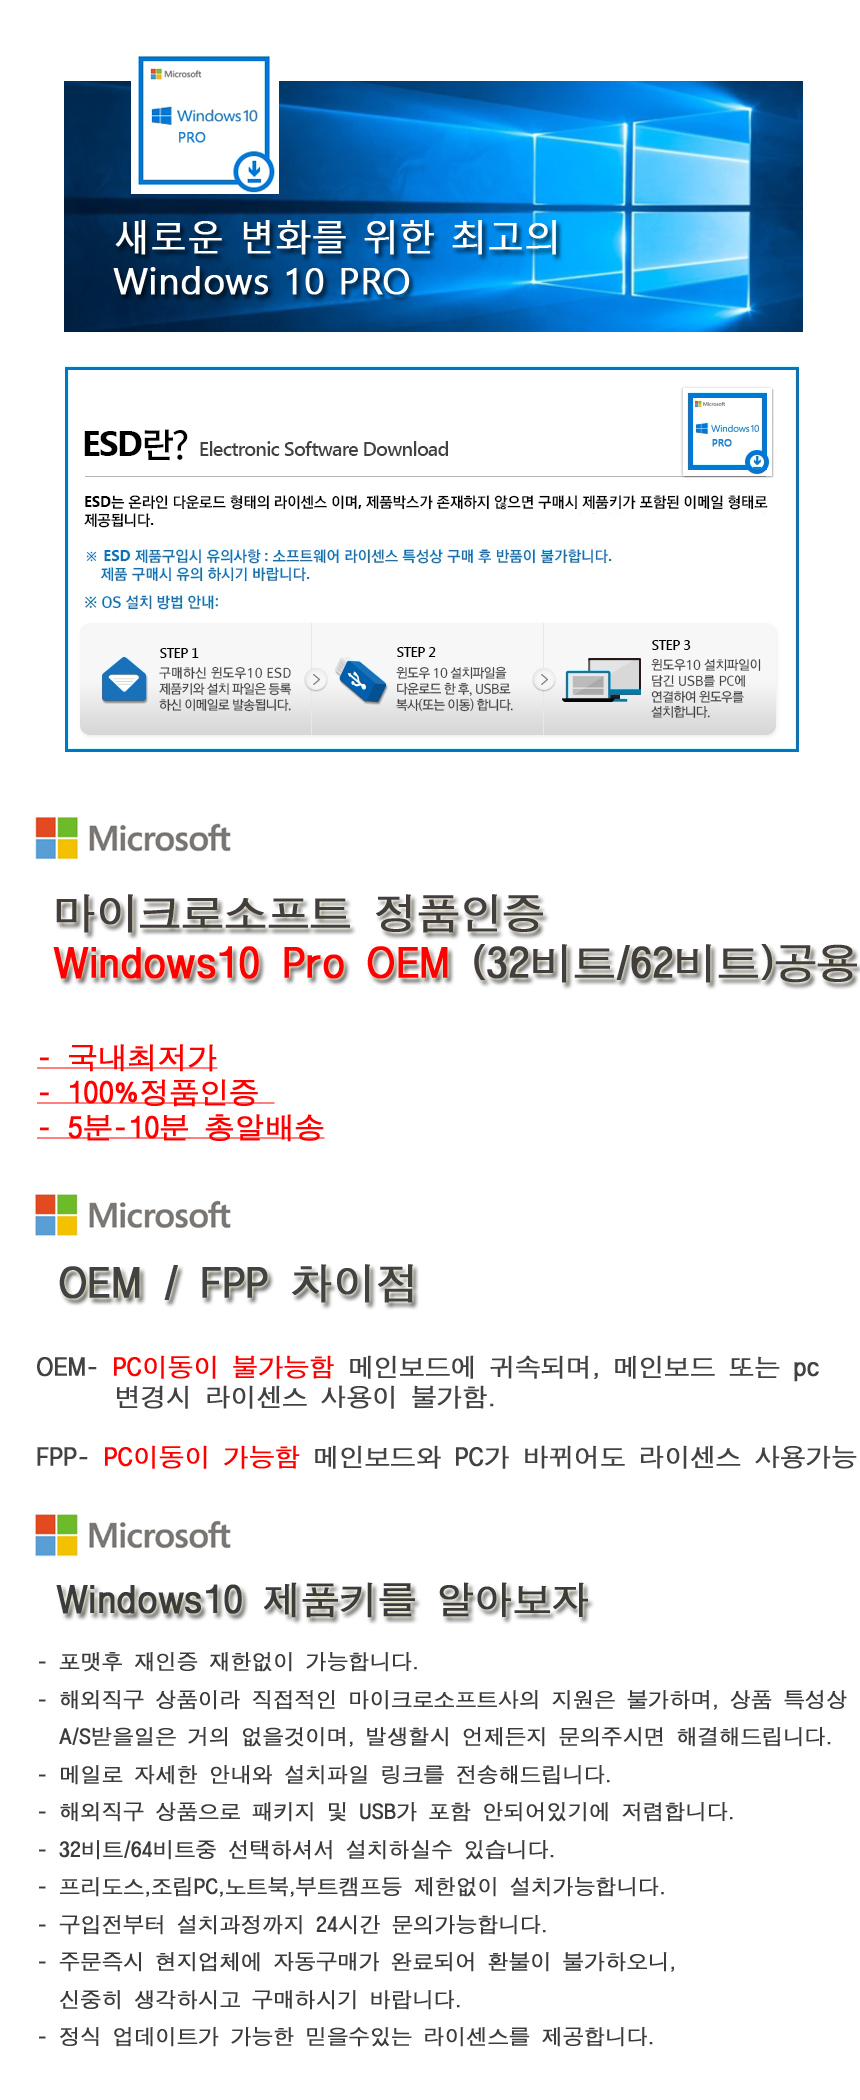 Microsoft
Windows10
PRO
새로운 변화를 위한 최고의
Windows 10 PRO
Microsoft
Windows10
PRO
ESD란? Electronic Software Download
ESD는 온라인 다운로드 형태의 라이센스 이며, 제품박스가 존재하지 않으면 구매시 제품키가 포함된 이메일 형태로
제공됩니다.
※ ESD 제품구입시 유의사항 : 소프트웨어 라이센스 특성상 구매 후 반품이 불가합니다.
제품 구매시 유의 하시기 바랍니다.
※ OS 설치 방법 안내:
STEP 1
구매하신 윈도우10 ESD
제품키와 설치 파일은 등록
하신 이메일로 발송됩니다.
STEP 2
윈도우 10 설치파일을
다운로드 한 후, USB로
복사(또는 이동) 합니다.
STEP 3
윈도우10 설치파일이
담긴 USB를 PC에
연결하여 윈도우를
설치합니다.
Microsoft
마이크로소프트 정품인증
Windows10 Pro OEM (32비트/62비트)공용
- 국내최저가
- 100%정품인증
- 5분-10분 총알배송
Microsoft
OEM / FPP 차이점
OEM- PC이동이 불가능함 메인보드에 귀속되며, 메인보드 또는 pc
변경시 라이센스 사용이 불가함.
FPP- PC이동이 가능함 메인보드와 PC가 바뀌어도 라이센스 사용가능
Microsoft
Windows10 제품키를 알아보자
- 포맷후 재인증 재한없이 가능합니다.
- 해외직구 상품이라 직접적인 마이크로소프트사의 지원은 불가하며, 상품 특성상
A/S받을일은 거의 없을것이며, 발생할시 언제든지 문의주시면 해결해드립니다.
- 메일로 자세한 안내와 설치파일 링크를 전송해드립니다.
- 해외직구 상품으로 패키지 및 USB가 포함 안되어있기에 저렴합니다.
- 32비트/64비트중 선택하셔서 설치하실수 있습니다.
- 프리도스,조립PC,노트북,부트캠프등 제한없이 설치가능합니다.
- 구입전부터 설치과정까지 24시간 문의가능합니다.
- 주문즉시 현지업체에 자동구매가 완료되어 환불이 불가하오니,
신중히 생각하시고 구매하시기 바랍니다.
- 정식 업데이트가 가능한 믿을수있는 라이센스를 제공합니다.